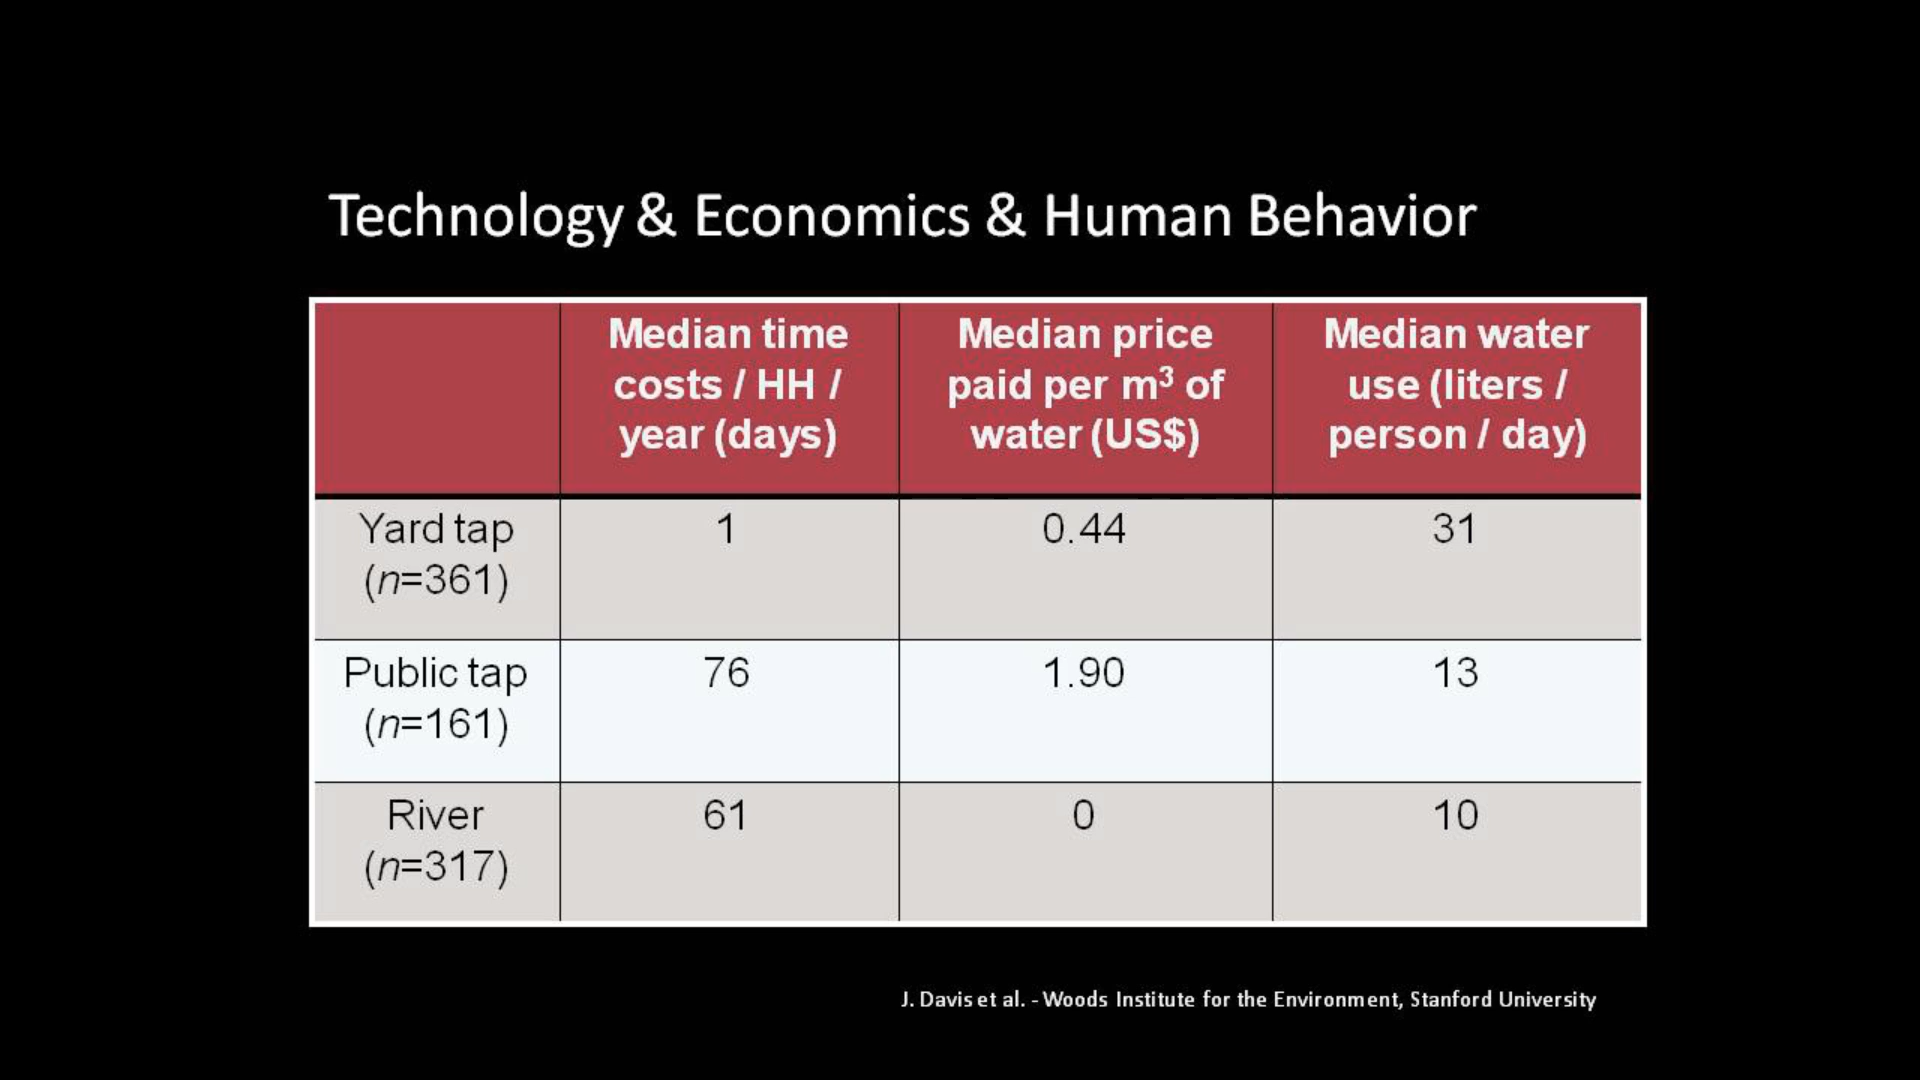 Technology & Economics & Human Behavior
Median time
costs / HH /
year (days)
Median price
paid per m³ of
water (US$)
Median water
use (liters /
person / day)
Yard tap
(n=361)
1
0.44
31
Public tap
(n=161)
76
1.90
13
River
(n=317)
61
0
10
J. Davis et al. - Woods Institute for the Environment, Stanford University